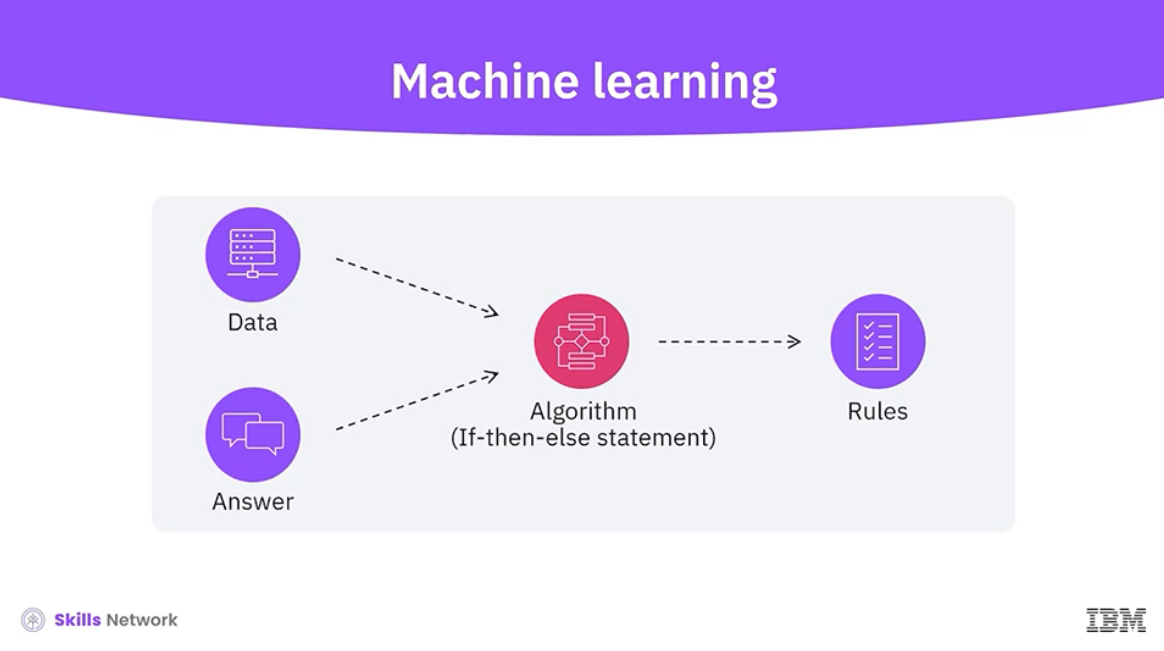 Machine learning
Data
Answer
Algorithm
(If-then-else statement)
Rules
Skills Network
IBM